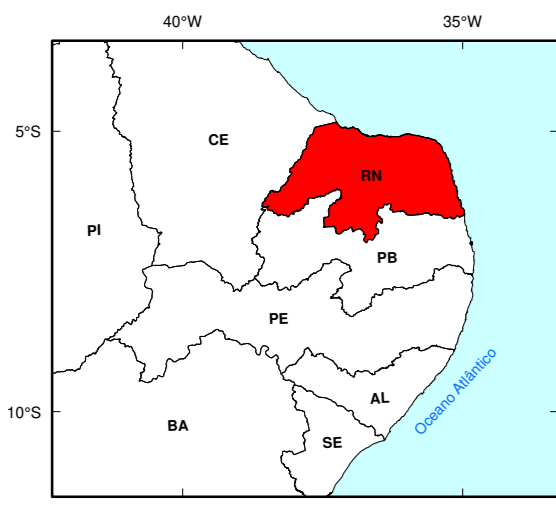 40°W 35°W
5°S
CE
RN
PI
PB
PE
AL
Oceano Atlântico
10°S
BA
SE